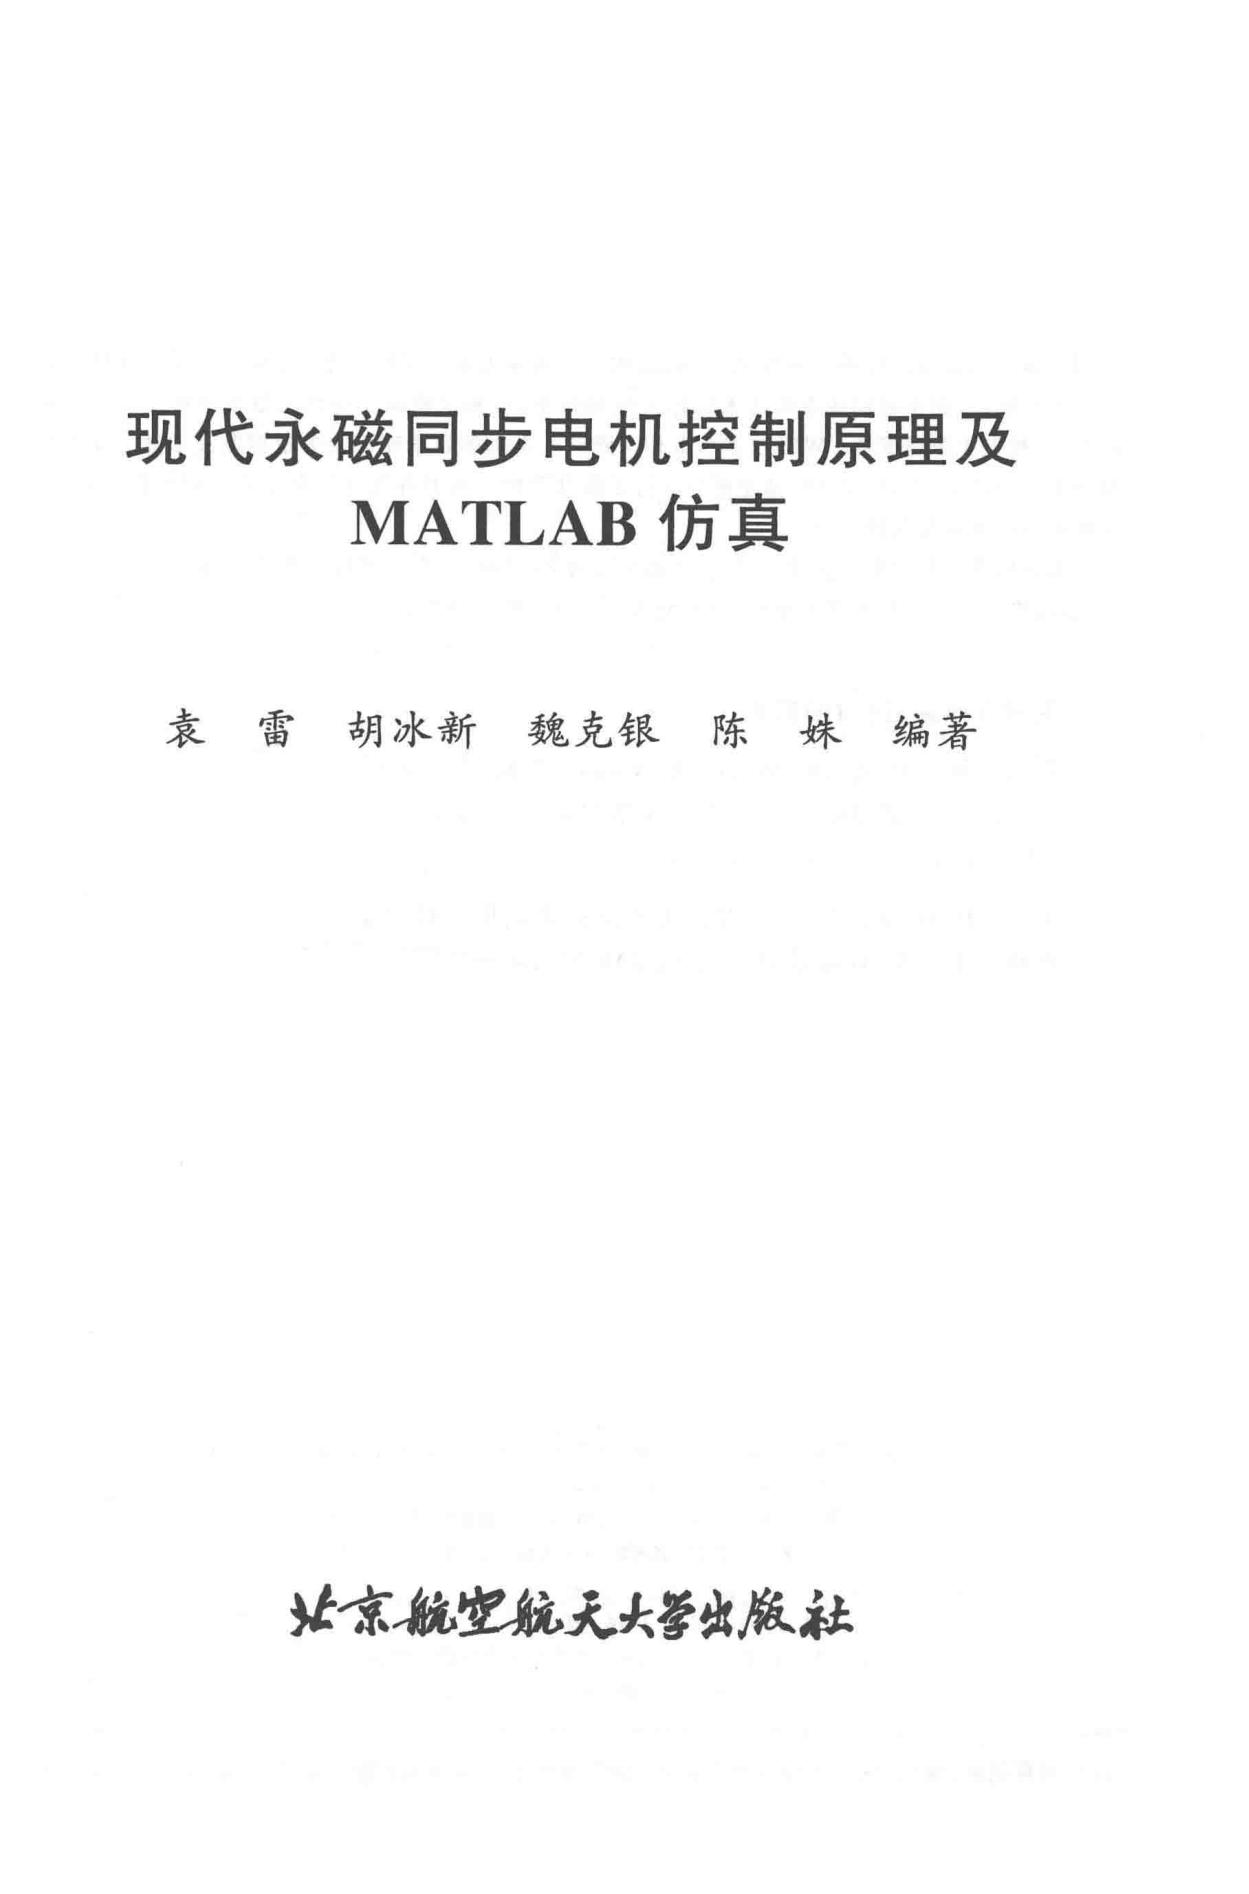 现代永磁同步电机控制原理及
MATLAB 仿真
袁 雷 胡冰新 魏克银 陈 姝 编著
北京航空航天大学出版社